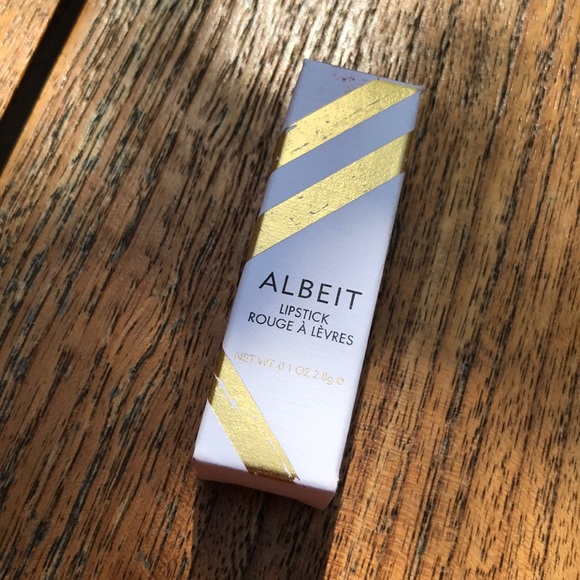 ALBEIT
LIPSTICK
ROUGE À LÈVRES
NET WT 0.1 OZ 2.8g ℮